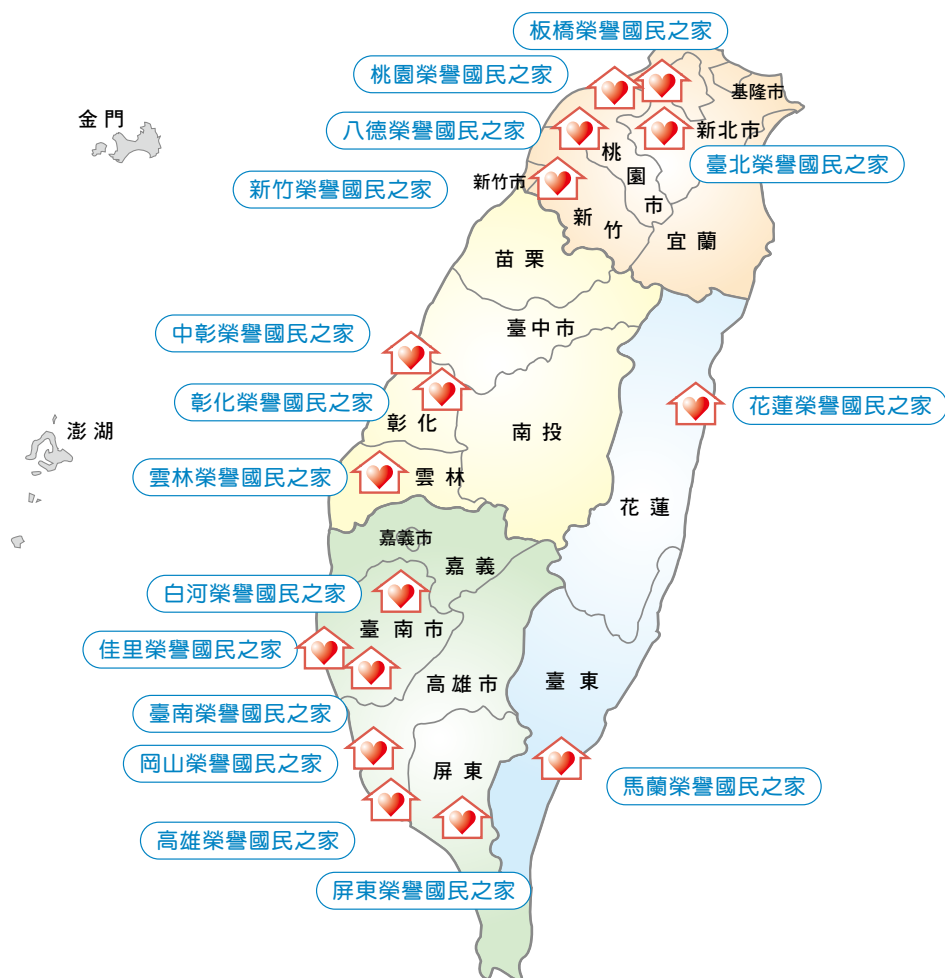 板橋榮譽國民之家
桃園榮譽國民之家
基隆市
金門
八德榮譽國民之家
新北市
桃園市
臺北榮譽國民之家
新竹榮譽國民之家
新竹市
新竹
宜蘭
苗栗
中彰榮譽國民之家
臺中市
彰化榮譽國民之家
彰化
南投
花蓮榮譽國民之家
澎湖
雲林榮譽國民之家
雲林
花蓮
嘉義市
嘉義
白河榮譽國民之家
臺南市
佳里榮譽國民之家
高雄市
臺東
臺南榮譽國民之家
岡山榮譽國民之家
屏東
馬蘭榮譽國民之家
高雄榮譽國民之家
屏東榮譽國民之家